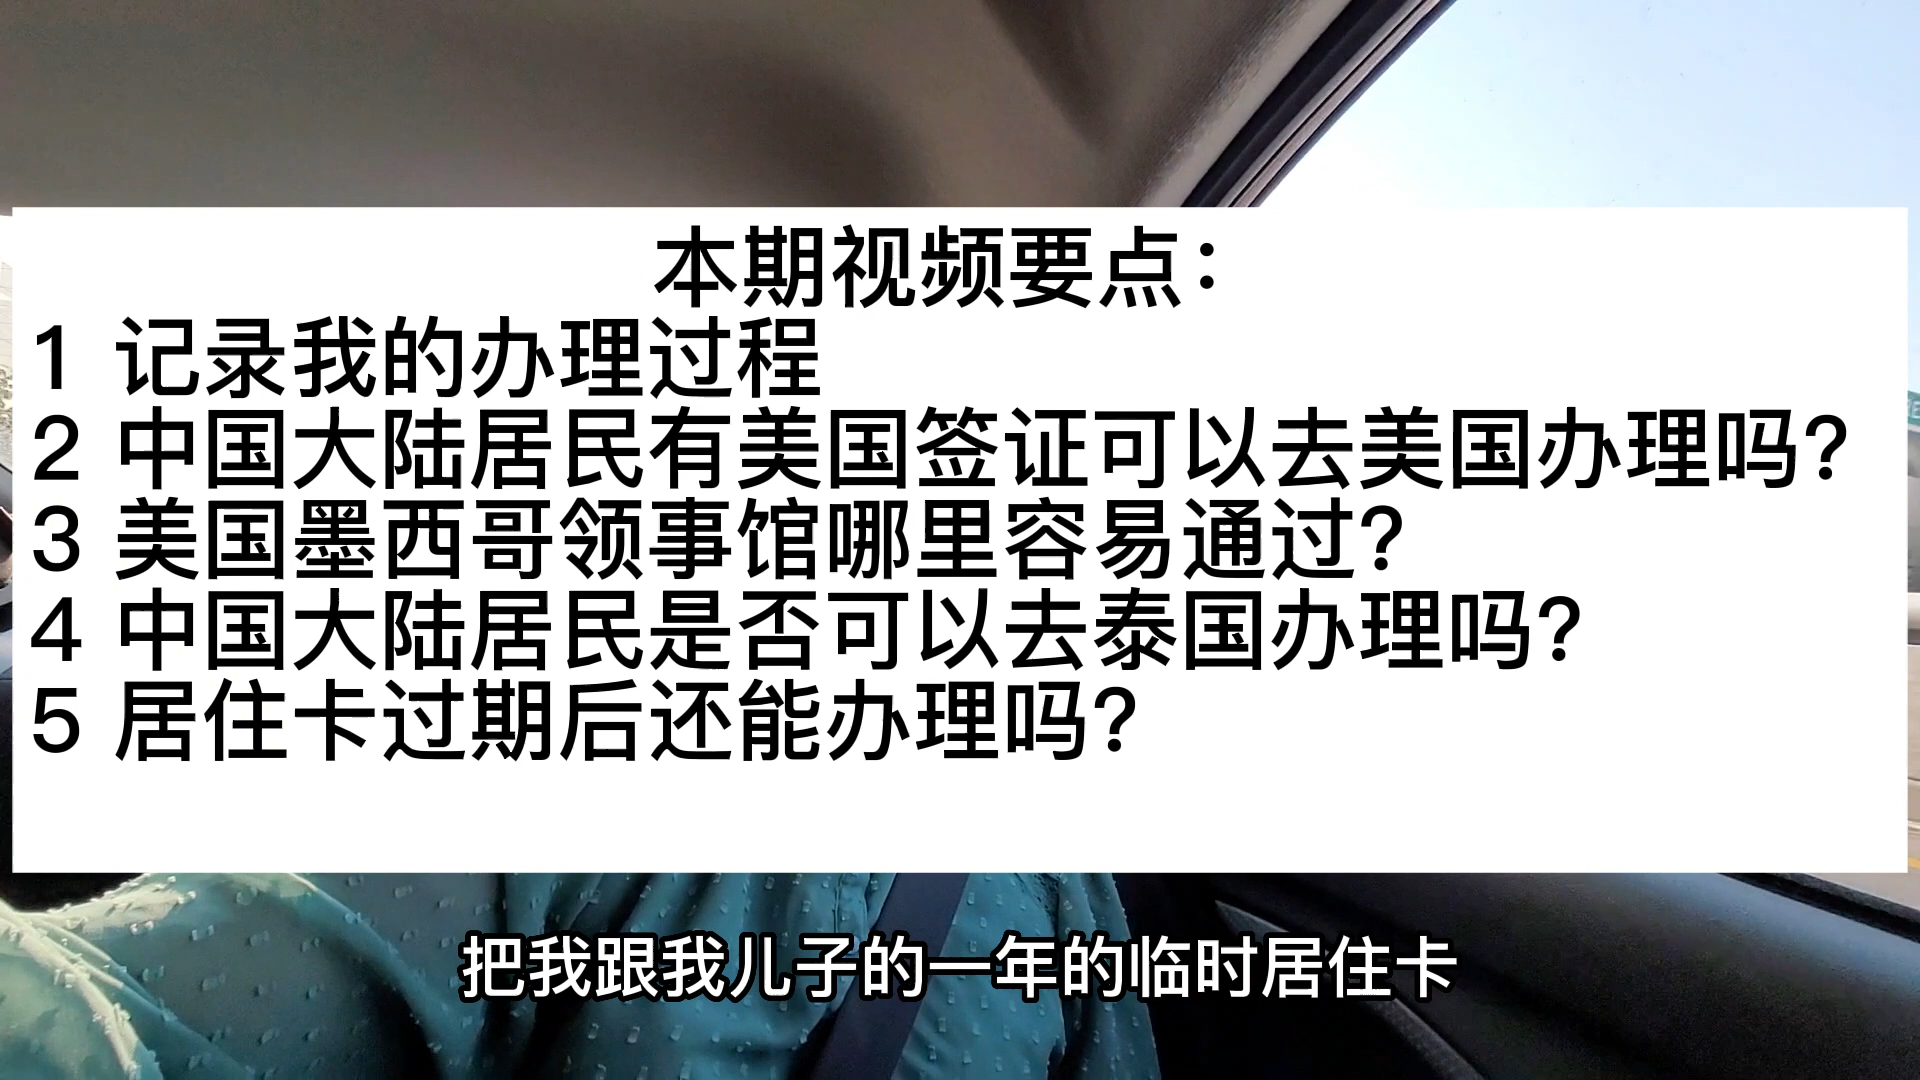 本期视频要点：
1 记录我的办理过程
2 中国大陆居民有美国签证可以去美国办理吗？
3 美国墨西哥领事馆哪里容易通过？
4 中国大陆居民是否可以去泰国办理吗？
5 居住卡过期后还能办理吗？
把我跟我儿子的一年的临时居住卡